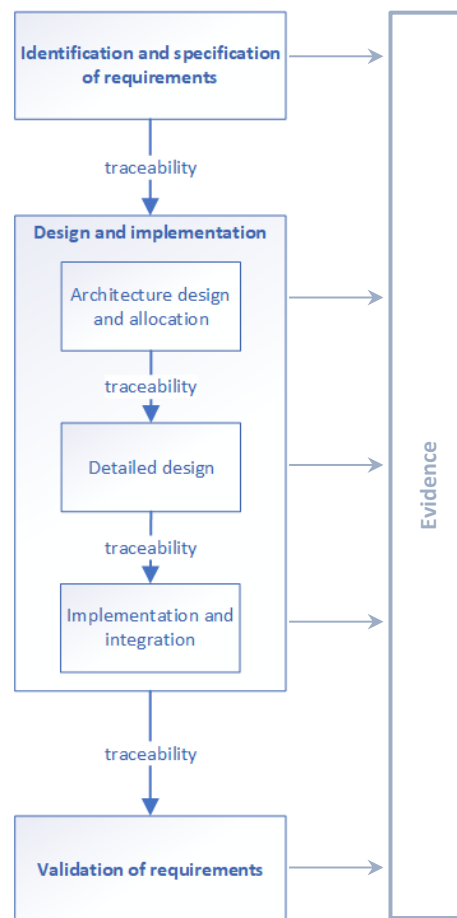 Identification and specification
of requirements
traceability
Design and implementation
Architecture design
and allocation
traceability
Detailed design
traceability
Implementation and
integration
traceability
Validation of requirements
Evidence